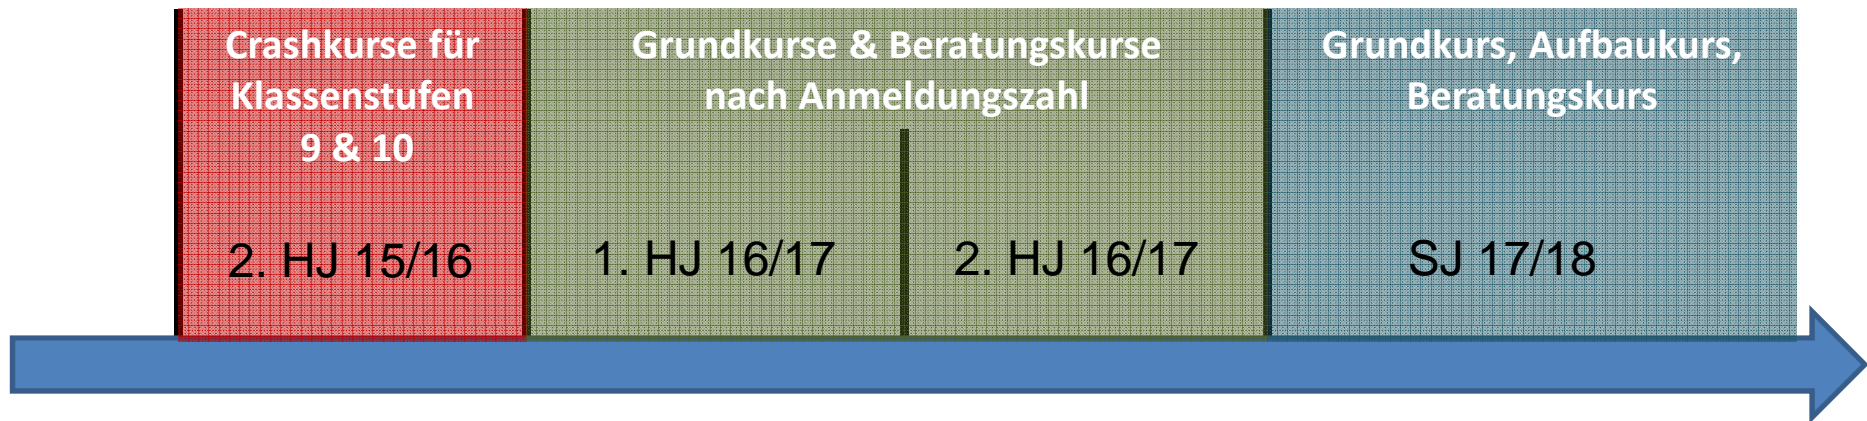 Crashkurse für
Klassenstufen
9 & 10
2. HJ 15/16
Grundkurse & Beratungskurse
nach Anmeldungszahl
1. HJ 16/17
2. HJ 16/17
Grundkurs, Aufbaukurs,
Beratungskurs
SJ 17/18